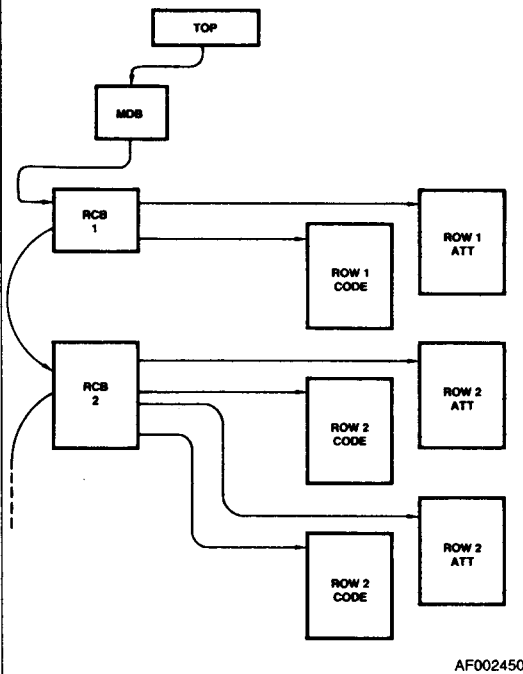 TOP
MDB
RCB
1
ROW 1
ATT
ROW 1
CODE
RCB
2
ROW 2
ATT
ROW 2
CODE
ROW 2
ATT
ROW 2
CODE
AF002450